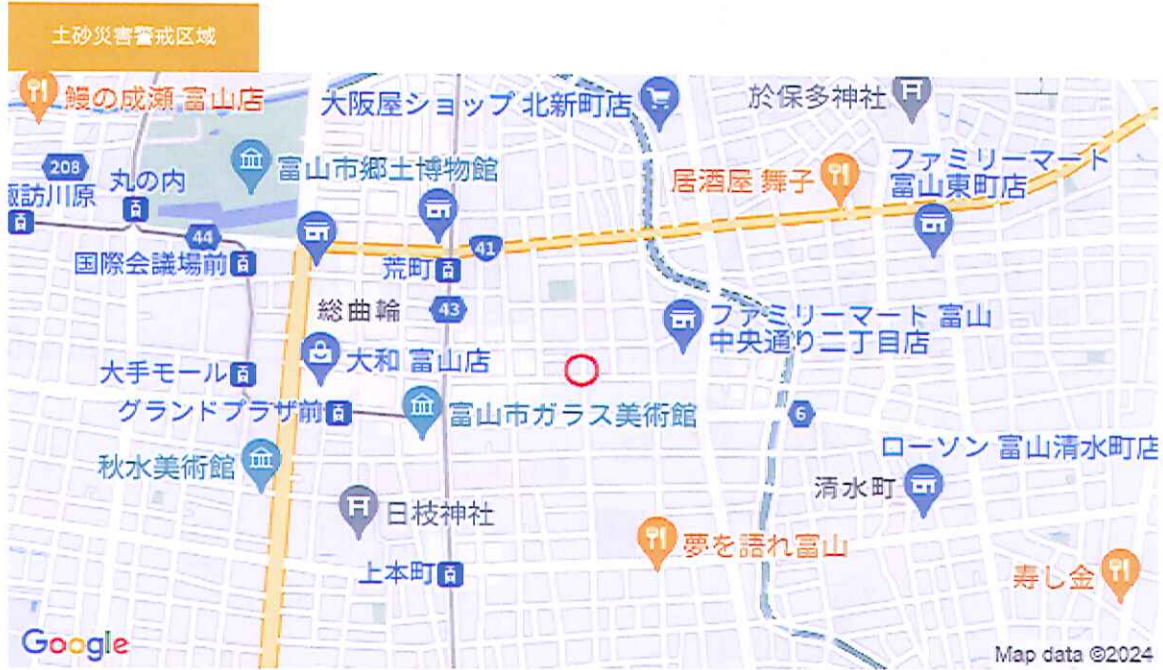 土砂災害警戒区域
鰻の成瀬 富山店
大阪屋ショップ 北新町店
於保多神社
208
丸の内
諏訪川原
富山市郷土博物館
居酒屋 舞子
ファミリーマート
富山東町店
44
41
国際会議場前
荒町
総曲輪
43
ファミリーマート 富山
中央通り二丁目店
大手モール
大和 富山店
グランドプラザ前
富山市ガラス美術館
6
秋水美術館
ローソン 富山清水町店
清水町
日枝神社
夢を語れ富山
上本町
寿し金
Google
Map data ©2024